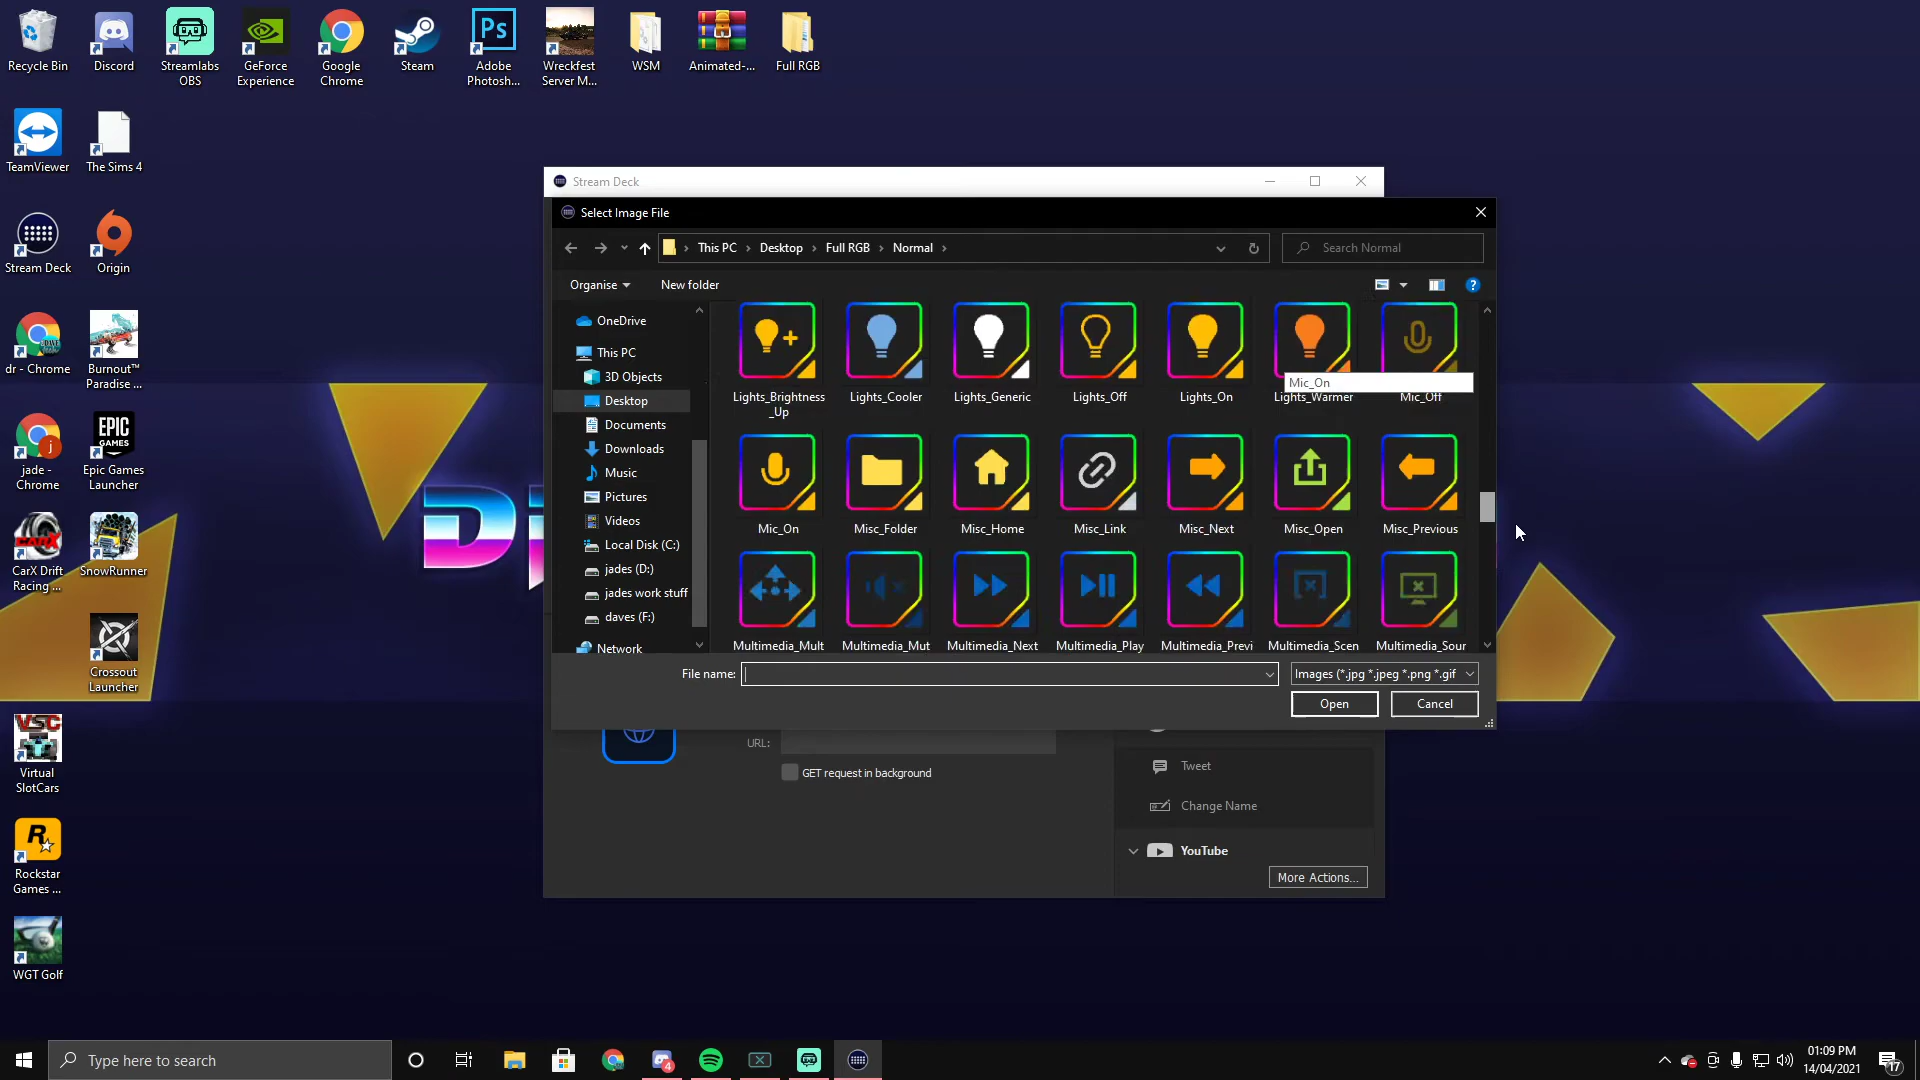 Recycle Bin
Discord
Streamlabs
OBS
GeForce
Experience
Google
Chrome
Steam
Ps
Adobe
Photosh...
Wreckfest
Server M...
WSM
Animated-...
Full RGB
TeamViewer
The Sims 4
Stream Deck
Origin
dr - Chrome
Burnout™
Paradise ...
jade -
Chrome
EPIC
GAMES
Epic Games
Launcher
CARX
CarX Drift
Racing ...
SnowRunner
Crossout
Launcher
VSC
Virtual
SlotCars
R
Rockstar
Games ...
WGT Golf
Stream Deck
Select Image File
This PC
Desktop
Full RGB
Normal
Search Normal
Organise
New folder
?
OneDrive
This PC
3D Objects
Desktop
Documents
Downloads
Music
Pictures
Videos
Local Disk (C:)
jades (D:)
jades work stuff
daves (F:)
Network
Lights_Brightness
_Up
Lights_Cooler
Lights_Generic
Lights_Off
Lights_On
Lights_Warmer
Mic_Off
Mic_On
Mic_On
Misc_Folder
Misc_Home
Misc_Link
Misc_Next
Misc_Open
Misc_Previous
Multimedia_Mult
Multimedia_Mut
Multimedia_Next
Multimedia_Play
Multimedia_Previ
Multimedia_Scen
Multimedia_Sour
File name:
Images (*.jpg *.jpeg *.png *.gif
Open
Cancel
URL:
GET request in background
Tweet
Change Name
YouTube
More Actions...
Type here to search
4
01:09 PM
14/04/2021
17